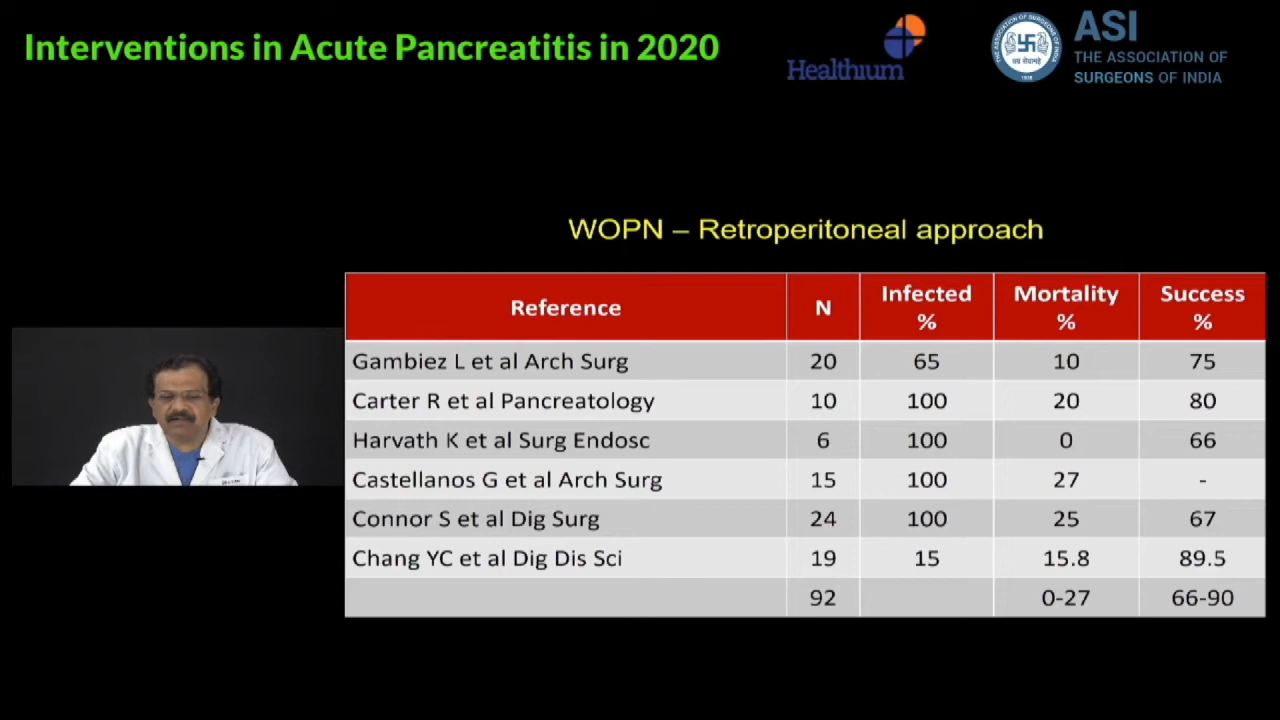 Interventions in Acute Pancreatitis in 2020
Healthium
ASI
THE ASSOCIATION OF
SURGEONS OF INDIA
WOPN – Retroperitoneal approach
Reference N Infected % Mortality % Success %
Gambiez L et al Arch Surg 20 65 10 75
Carter R et al Pancreatology 10 100 20 80
Harvath K et al Surg Endosc 6 100 0 66
Castellanos G et al Arch Surg 15 100 27 -
Connor S et al Dig Surg 24 100 25 67
Chang YC et al Dig Dis Sci 19 15 15.8 89.5
92 0-27 66-90